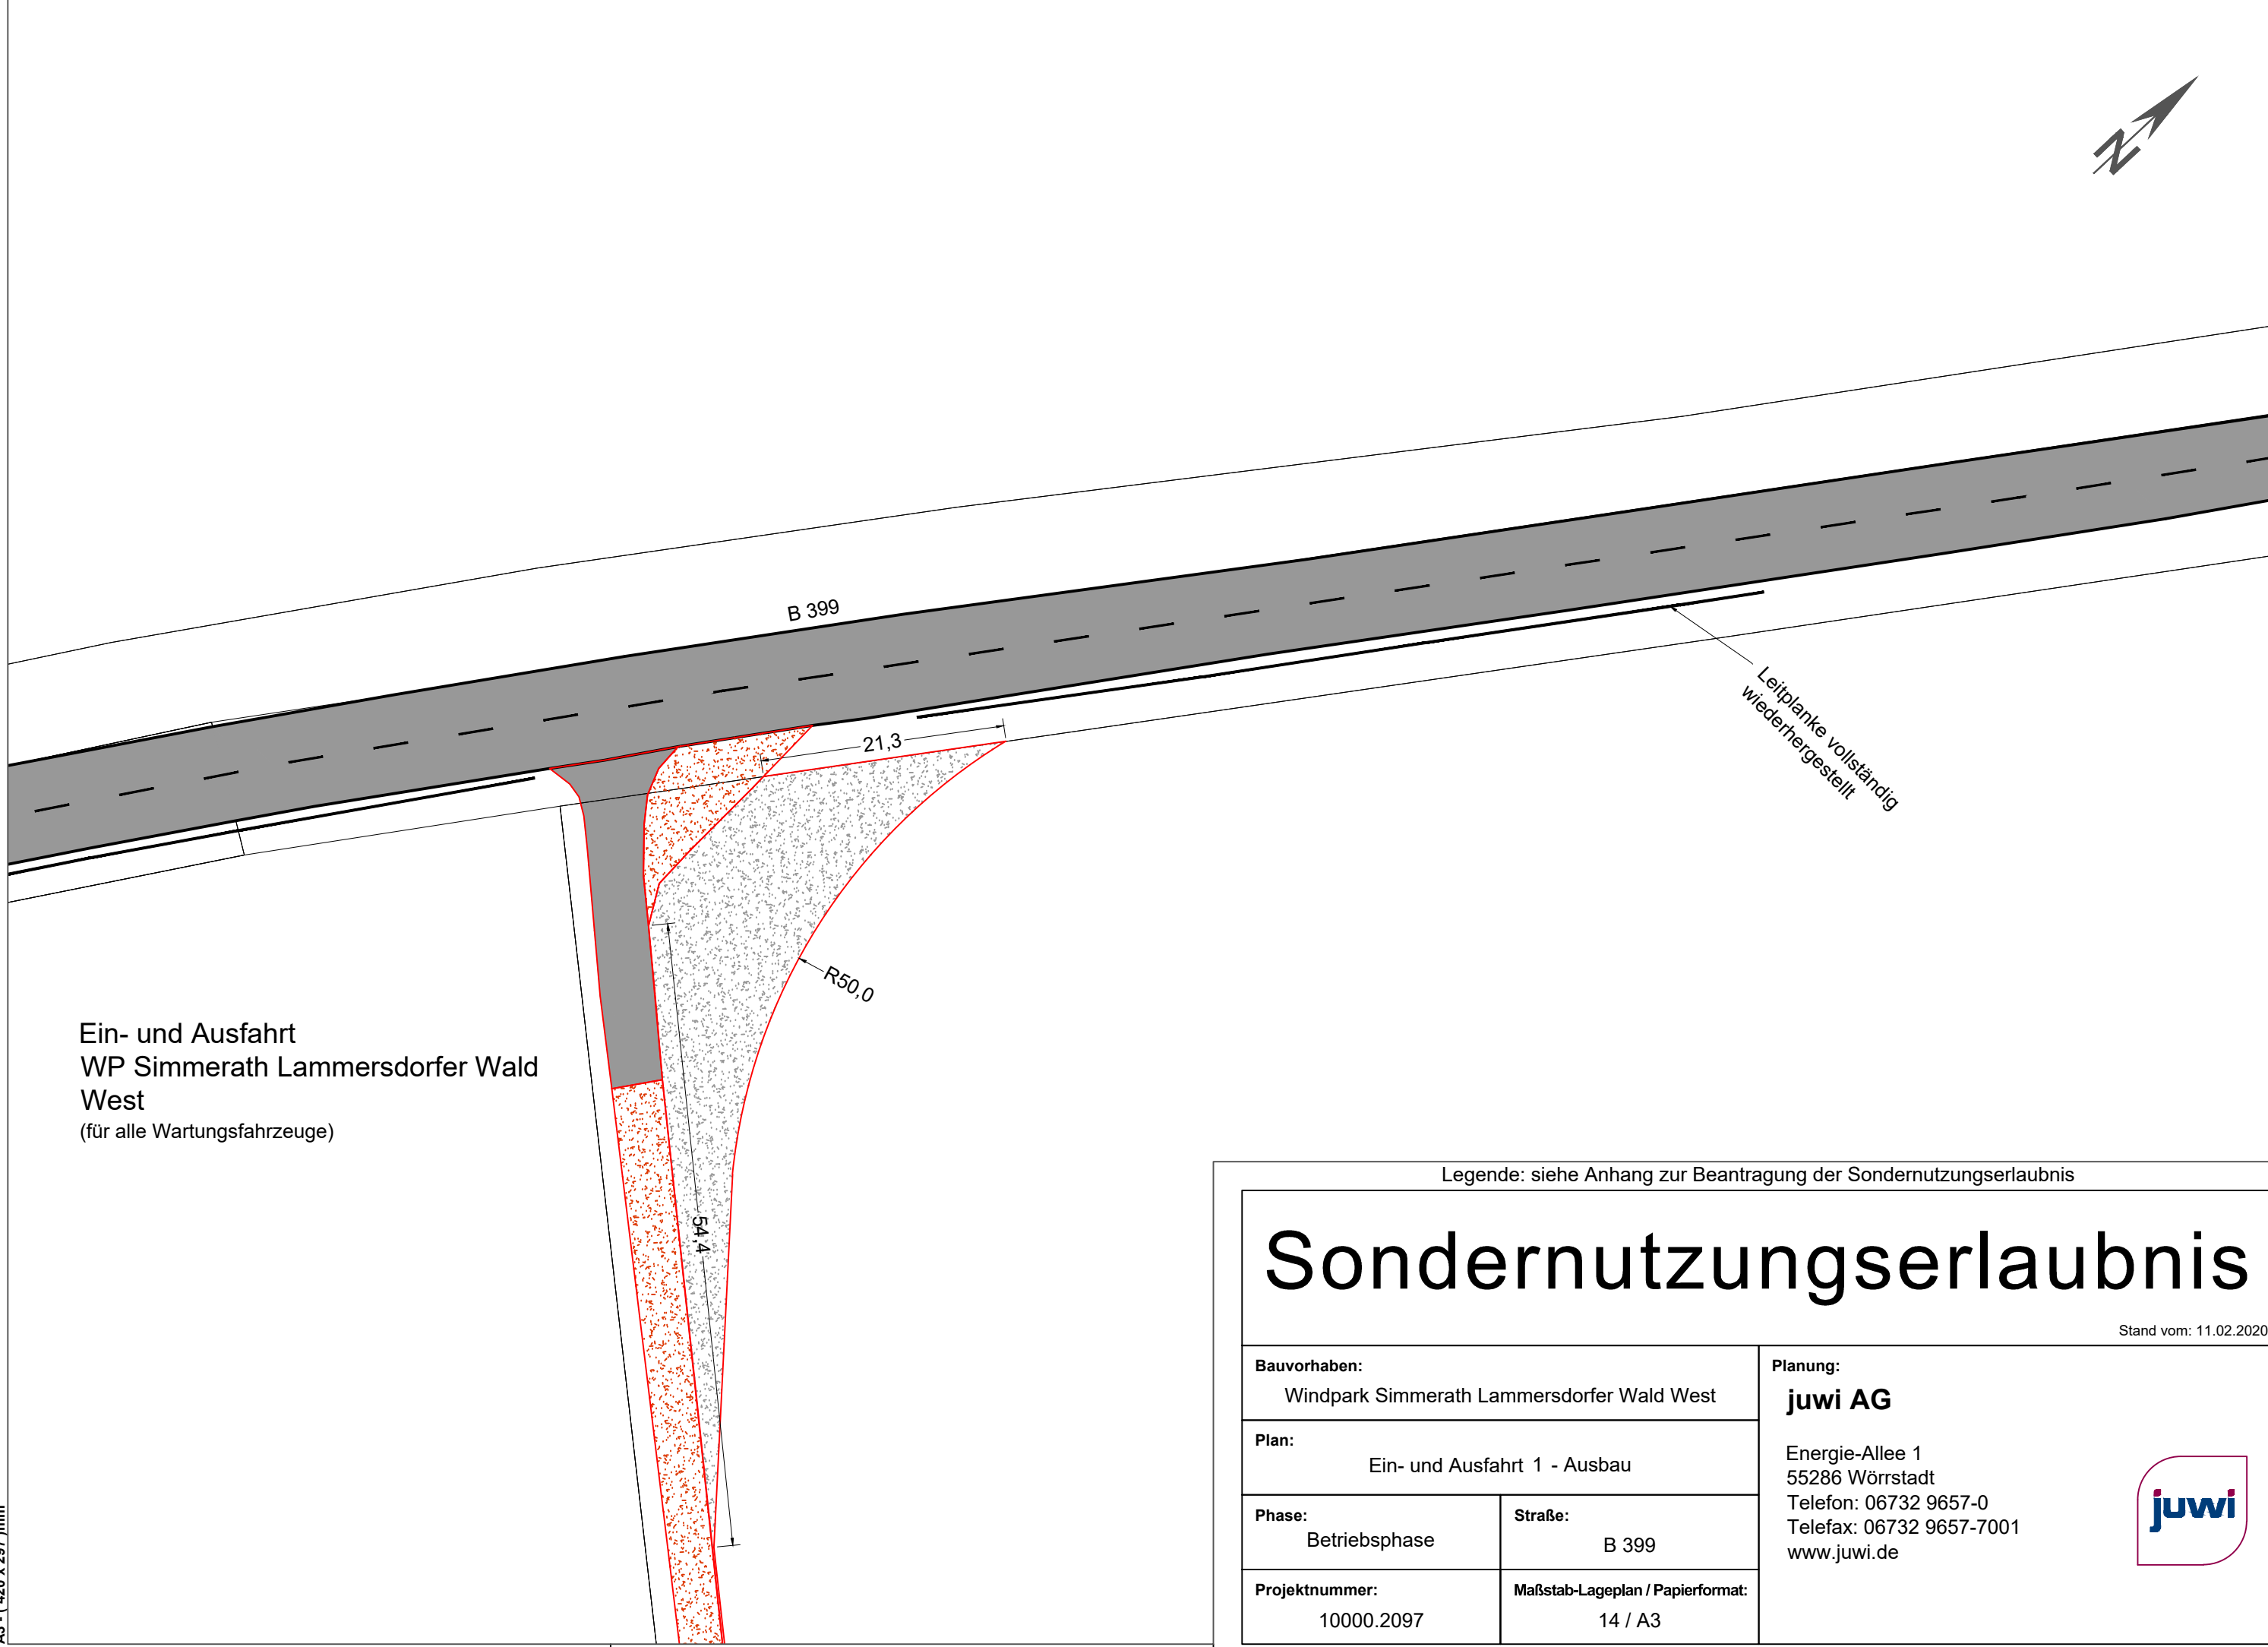 N
B 399
21,3
Leitplanke vollständig
wiederhergestellt
R50,0
54,4
Ein- und Ausfahrt
WP Simmerath Lammersdorfer Wald
West
(für alle Wartungsfahrzeuge)
Legende: siehe Anhang zur Beantragung der Sondernutzungserlaubnis
Sondernutzungserlaubnis
Stand vom: 11.02.2020
Bauvorhaben:
Windpark Simmerath Lammersdorfer Wald West
Plan:
Ein- und Ausfahrt 1 - Ausbau
Phase:
Betriebsphase
Straße:
B 399
Projektnummer:
10000.2097
Maßstab-Lageplan / Papierformat:
14 / A3
Planung:
juwi AG
Energie-Allee 1
55286 Wörrstadt
Telefon: 06732 9657-0
Telefax: 06732 9657-7001
www.juwi.de
juwi